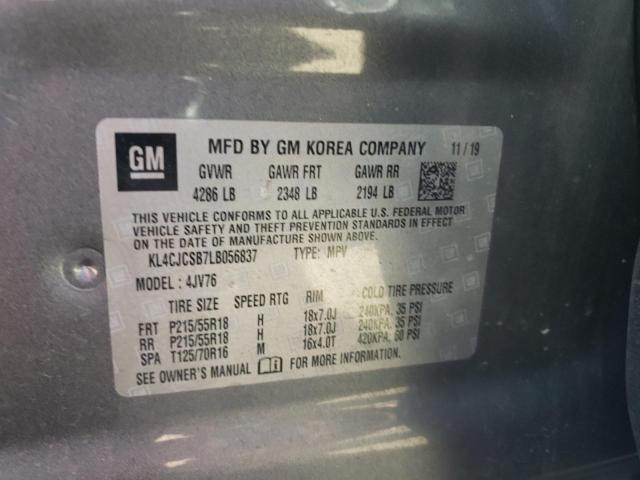 GM
MFD BY GM KOREA COMPANY 11/19
GVWR GAWR FRT GAWR RR
4286 LB 2348 LB 2194 LB
THIS VEHICLE CONFORMS TO ALL APPLICABLE U.S. FEDERAL MOTOR
VEHICLE SAFETY AND THEFT PREVENTION STANDARDS IN EFFECT
ON THE DATE OF MANUFACTURE SHOWN ABOVE.
KL4CJCSB7LB056837 TYPE: MPV
MODEL: 4JV76
TIRE SIZE SPEED RTG RIM COLD TIRE PRESSURE
FRT P215/55R18 H 18x7.0J 240KPA, 35 PSI
RR P215/55R18 H 18x7.0J 240KPA, 35 PSI
SPA T125/70R16 M 16x4.0T 420KPA, 60 PSI
SEE OWNER'S MANUAL FOR MORE INFORMATION.